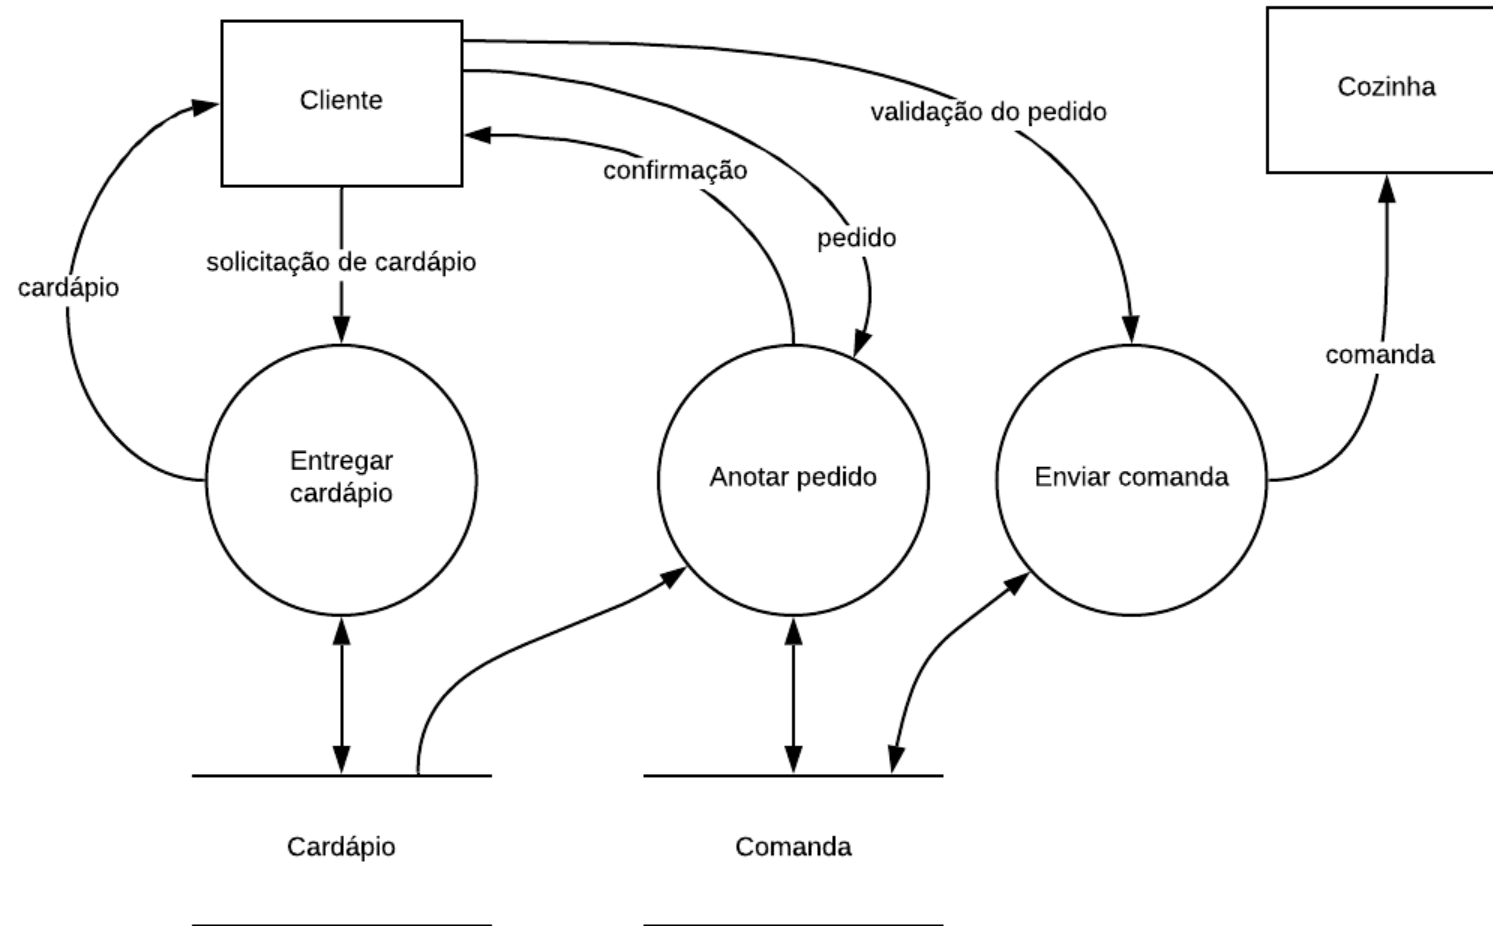 Cliente
Cozinha
validação do pedido
confirmação
pedido
solicitação de cardápio
cardápio
comanda
Entregar
cardápio
Anotar pedido
Enviar comanda
Cardápio
Comanda